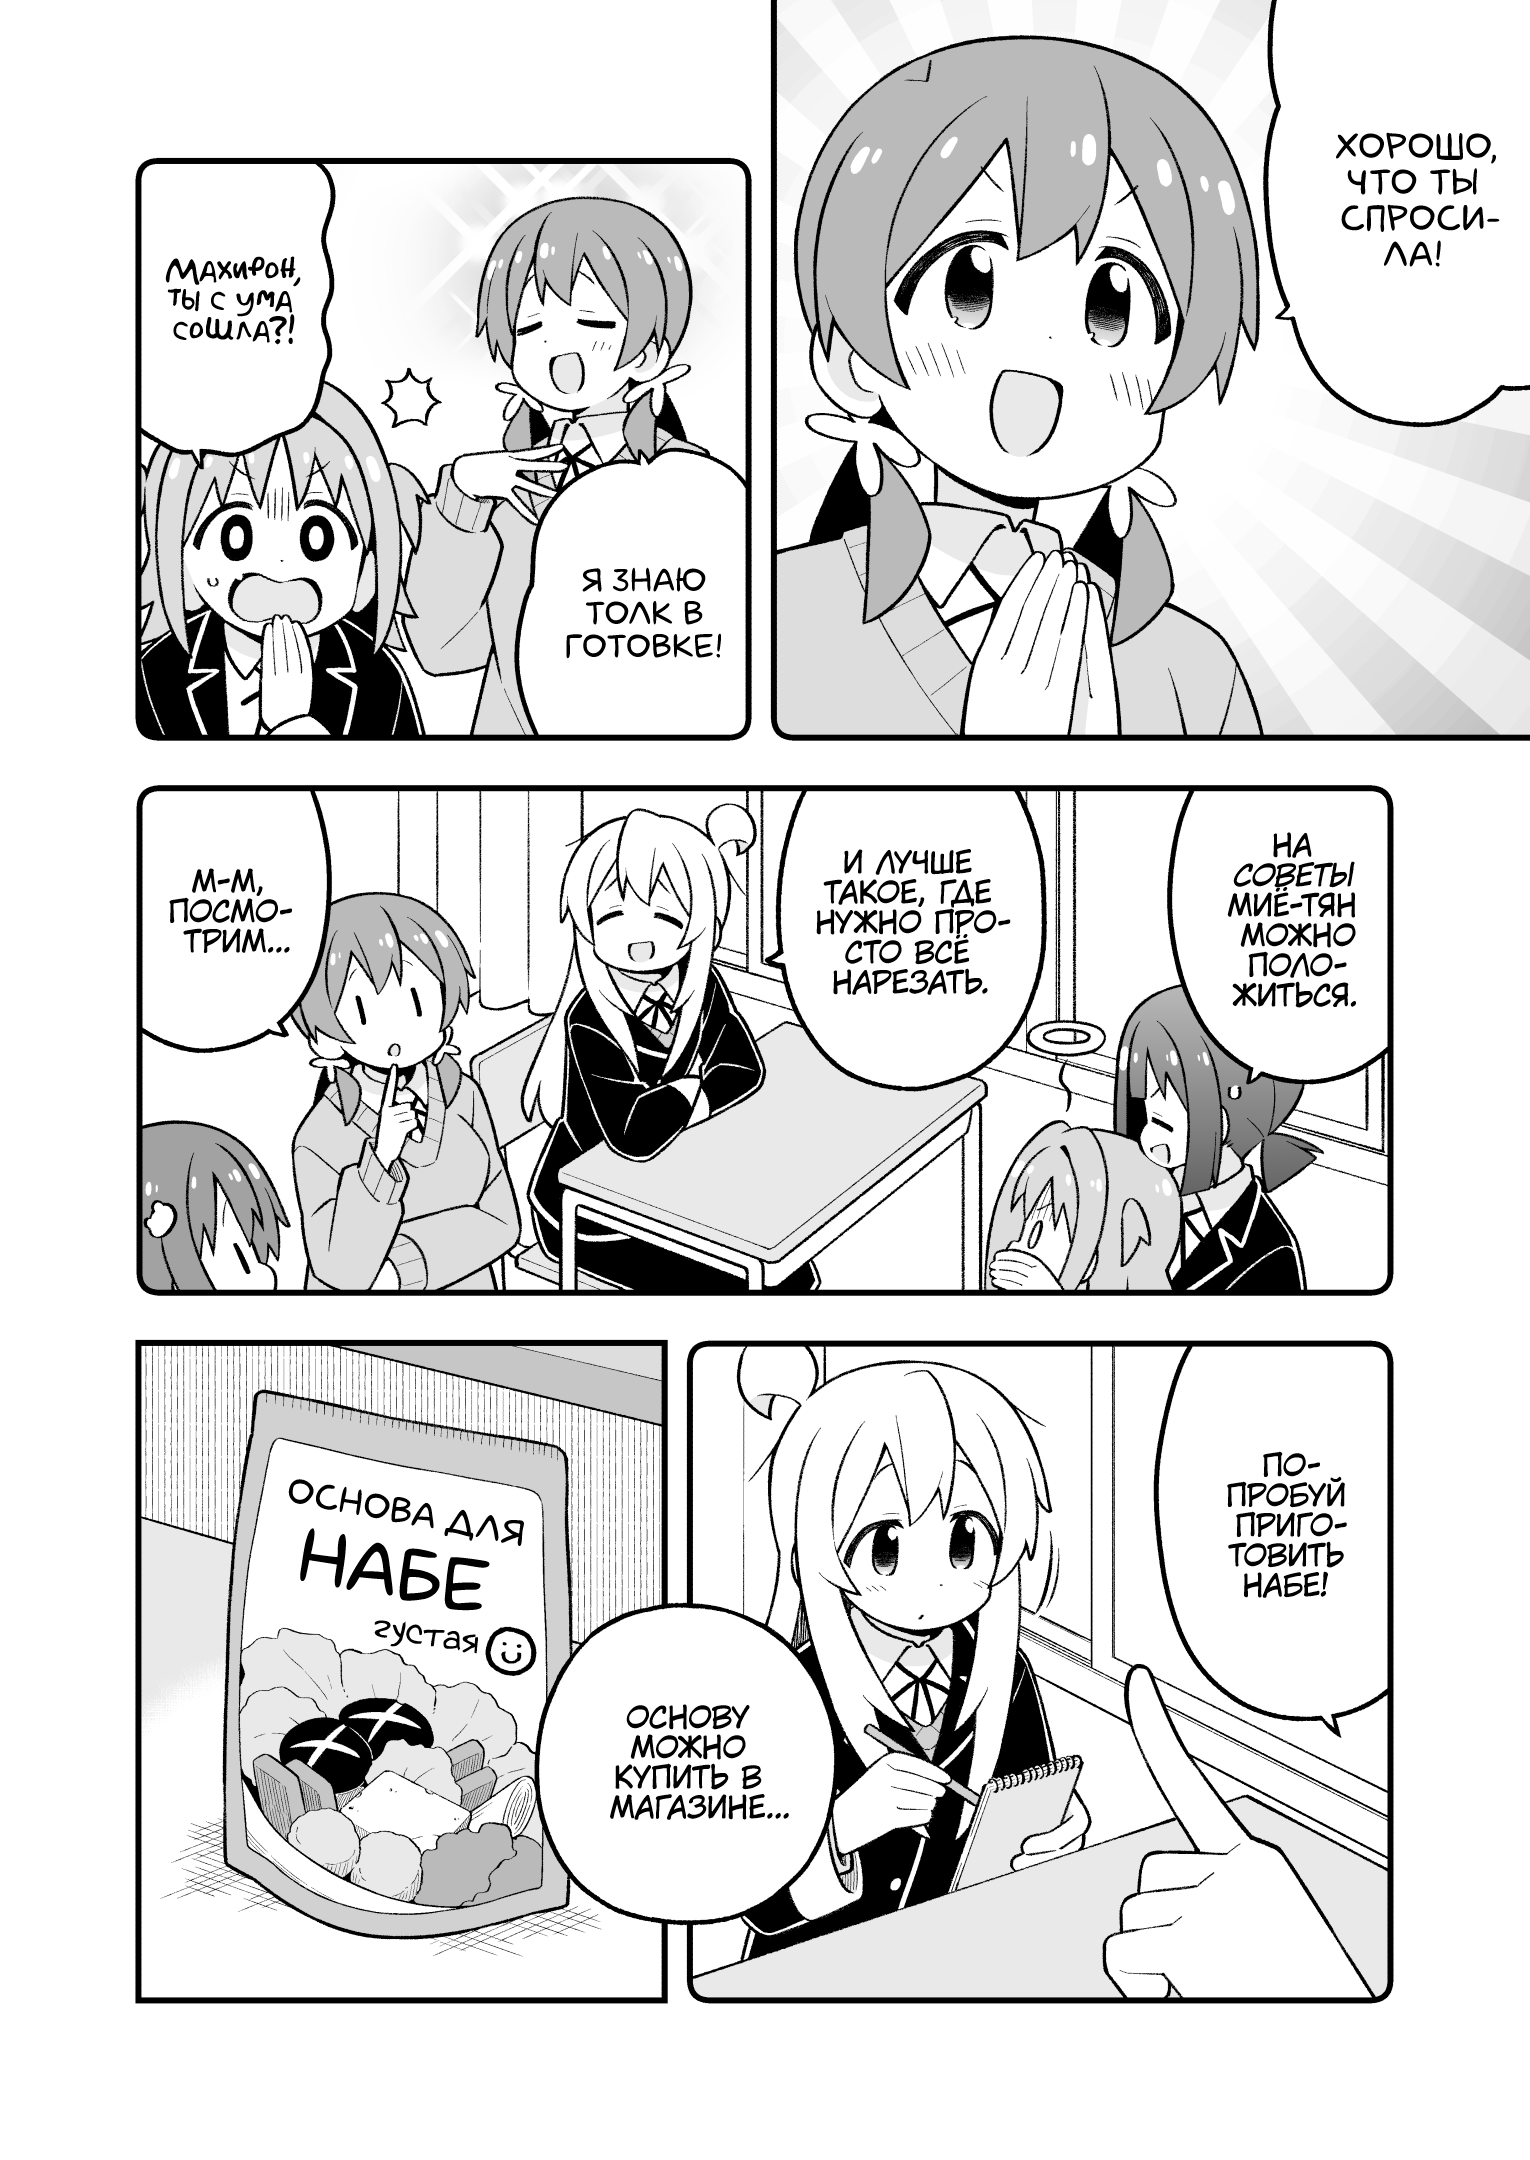 ХОРОШО,
ЧТО ТЫ
СПРОСИ-
ЛА!
Я ЗНАЮ
ТОЛК В
ГОТОВКЕ!
МАХИРОН,
ТЫ С УМА
СОШЛА?!
НА
СОВЕТЫ
МИЁ-ТЯН
МОЖНО
ПОЛО-
ЖИТЬСЯ.
И ЛУЧШЕ
ТАКОЕ, ГДЕ
НУЖНО ПРО-
СТО ВСЁ
НАРЕЗАТЬ.
М-М,
ПОСМО-
ТРИМ...
ПО-
ПРОБУЙ
ПРИГО-
ТОВИТЬ
НАБЕ!
ОСНОВУ
МОЖНО
КУПИТЬ В
МАГАЗИНЕ...
ОСНОВА ДЛЯ
НАБЕ
густая